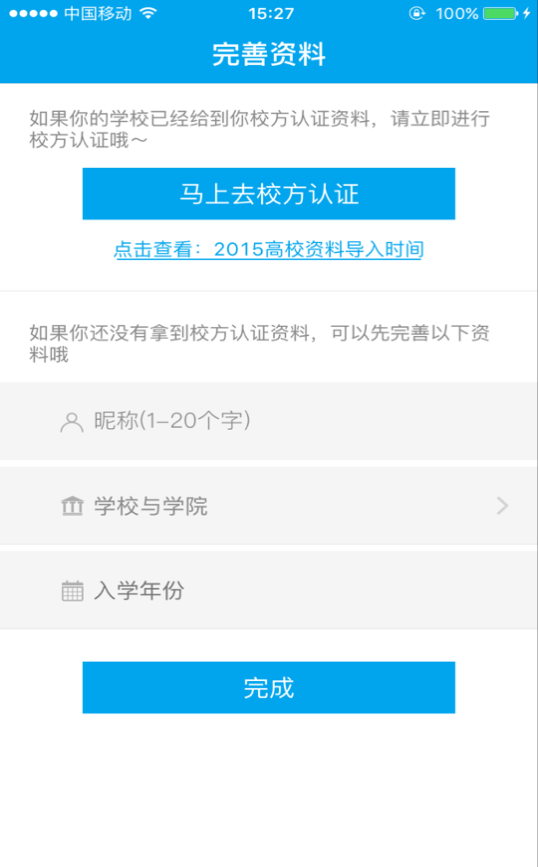 中国移动 15:27 100%
完善资料
如果你的学校已经给到你校方认证资料，请立即进行
校方认证哦～
马上去校方认证
点击查看：2015高校资料导入时间
如果你还没有拿到校方认证资料，可以先完善以下资
料哦
昵称(1-20个字)
学校与学院
入学年份
完成